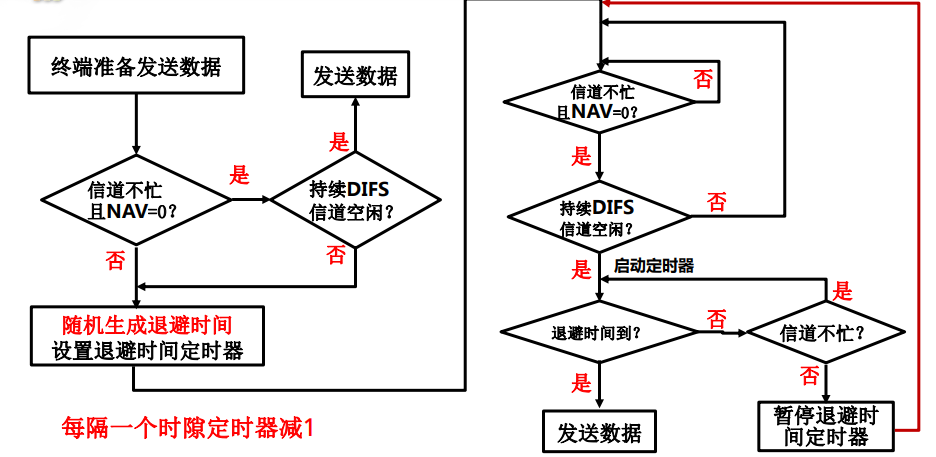 终端准备发送数据
发送数据
信道不忙
且NAV=0?
是
持续DIFS
信道空闲?
是
否
否
随机生成退避时间
设置退避时间定时器
每隔一个时隙定时器减1
信道不忙
且NAV=0?
否
是
持续DIFS
信道空闲?
否
是
启动定时器
退避时间到?
否
信道不忙?
是
是
否
发送数据
暂停退避时
间定时器